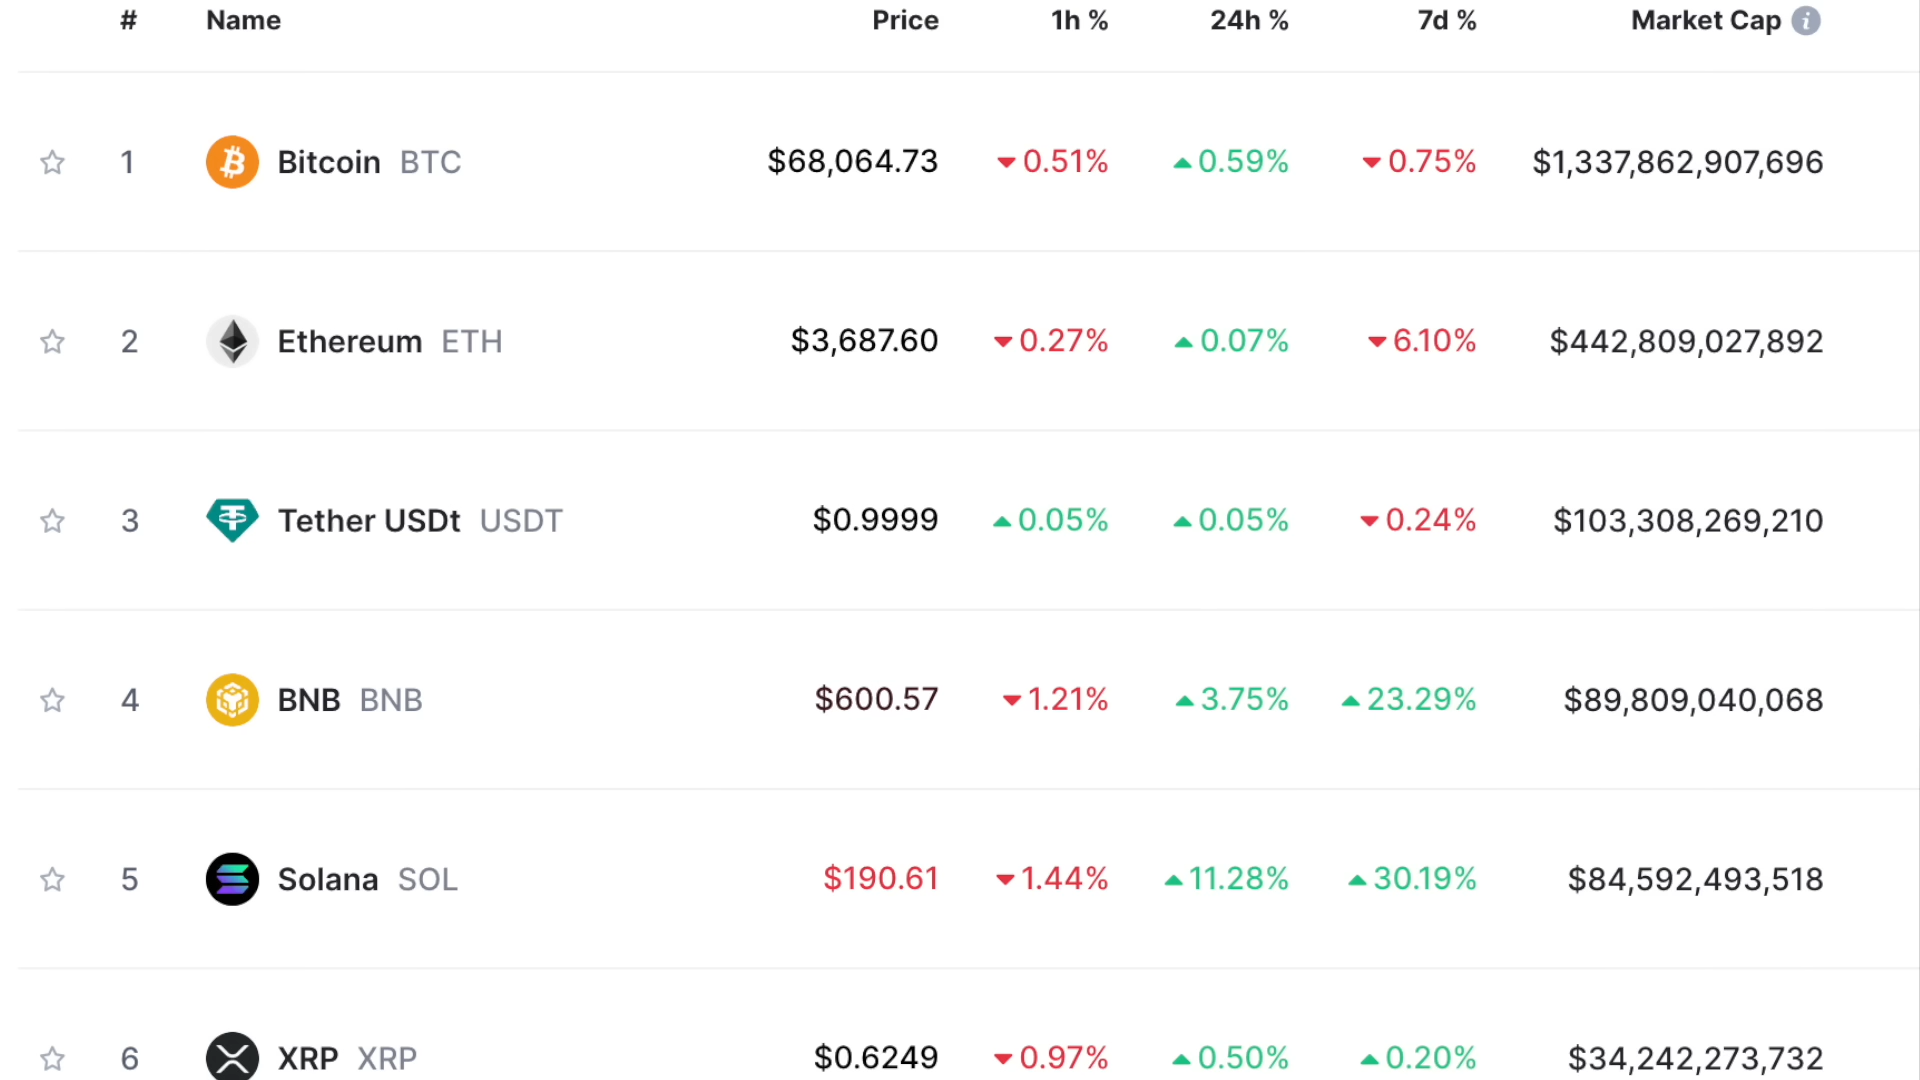 # Name Price 1h % 24h % 7d % Market Cap
1 Bitcoin BTC $68,064.73 0.51% 0.59% 0.75% $1,337,862,907,696
2 Ethereum ETH $3,687.60 0.27% 0.07% 6.10% $442,809,027,892
3 Tether USDt USDT $0.9999 0.05% 0.05% 0.24% $103,308,269,210
4 BNB BNB $600.57 1.21% 3.75% 23.29% $89,809,040,068
5 Solana SOL $190.61 1.44% 11.28% 30.19% $84,592,493,518
6 XRP XRP $0.6249 0.97% 0.50% 0.20% $34,242,273,732